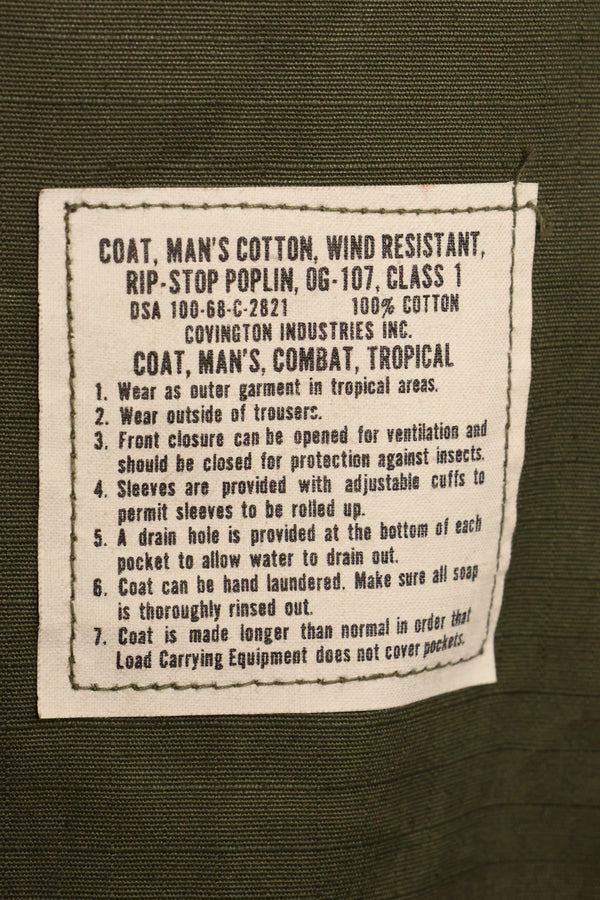 COAT, MAN'S COTTON, WIND RESISTANT,
RIP-STOP POPLIN, OG-107, CLASS 1
DSA 100-68-C-2821 100% COTTON
COVINGTON INDUSTRIES INC.
COAT, MAN'S, COMBAT, TROPICAL
1. Wear as outer garment in tropical areas.
2. Wear outside of trousers.
3. Front closure can be opened for ventilation and
should be closed for protection against insects.
4. Sleeves are provided with adjustable cuffs to
permit sleeves to be rolled up.
5. A drain hole is provided at the bottom of each
pocket to allow water to drain out.
6. Coat can be hand laundered. Make sure all soap
is thoroughly rinsed out.
7. Coat is made longer than normal in order that
Load Carrying Equipment does not cover pockets.